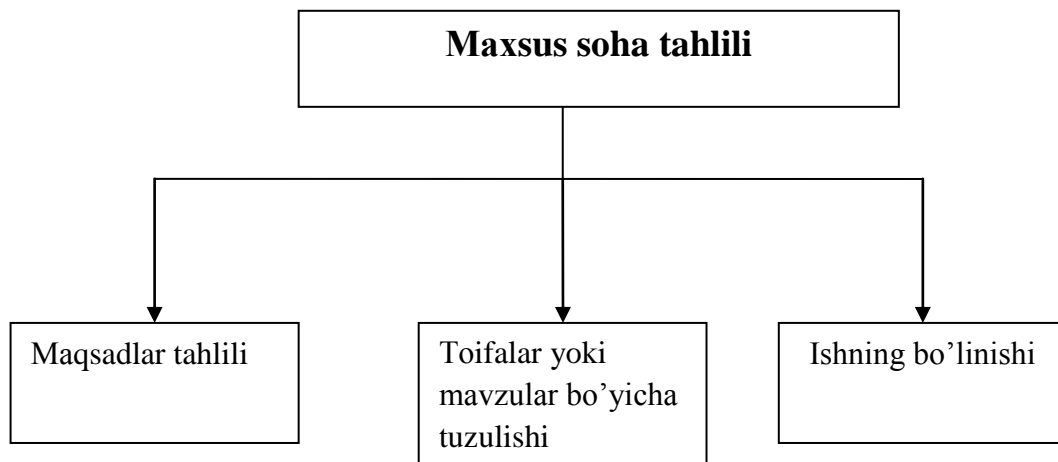 Maxsus soha tahlili
Maqsadlar tahlili
Toifalar yoki
mavzular bo’yicha
tuzulishi
Ishning bo’linishi